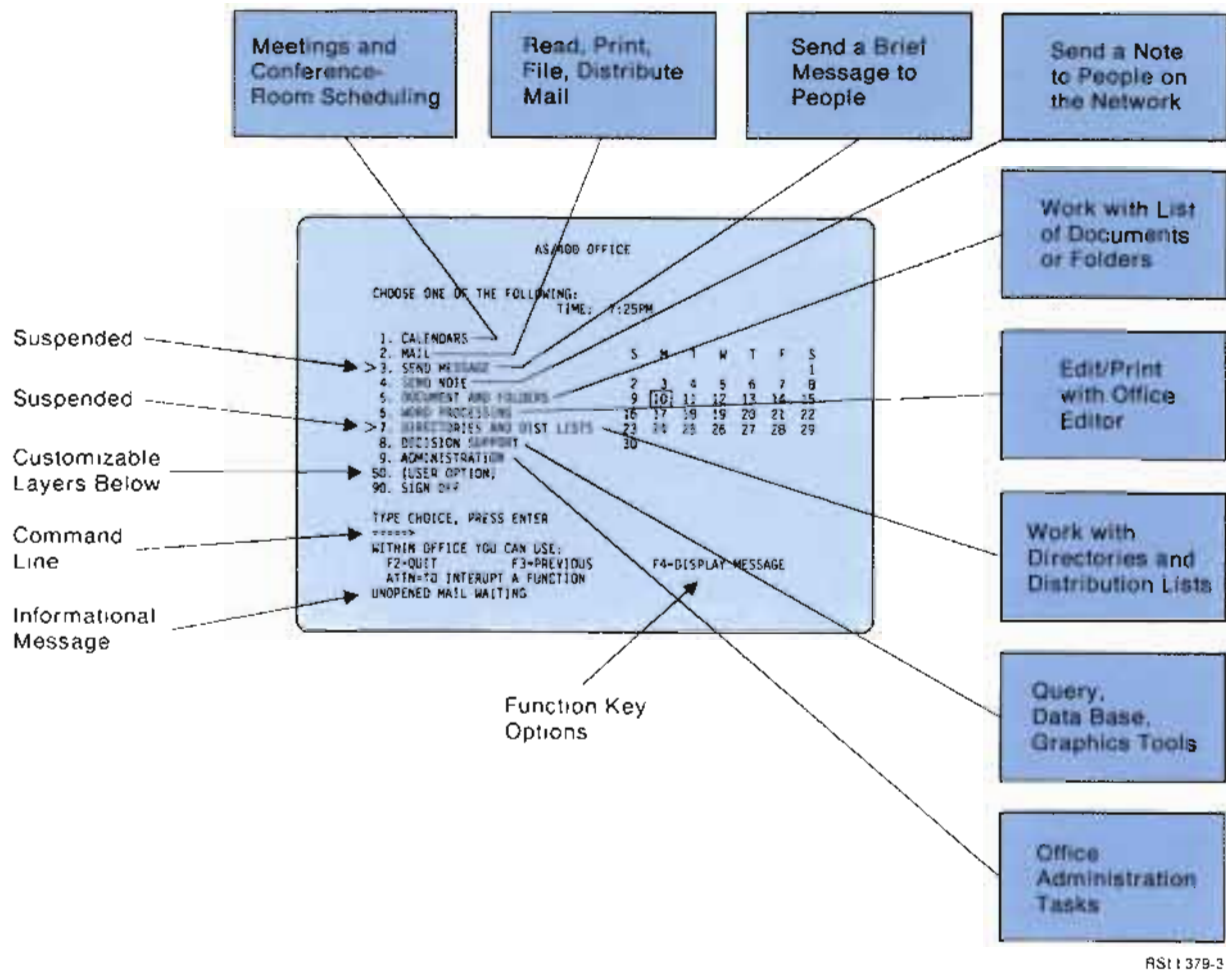 Meetings and
Conference-
Room Scheduling
Read, Print,
File, Distribute
Mail
Send a Brief
Message to
People
Send a Note
to People on
the Network
Work with List
of Documents
or Folders
Edit/Print
with Office
Editor
Work with
Directories and
Distribution Lists
Query,
Data Base,
Graphics Tools
Office
Administration
Tasks
Suspended
Suspended
Customizable
Layers Below
Command
Line
Informational
Message
AS/400 OFFICE
CHOOSE ONE OF THE FOLLOWING:
TIME: 7:25PM
1. CALENDARS
2. MAIL
>3. SEND MESSAGE
4. SEND NOTE
5. DOCUMENT AND FOLDERS
6. WORD PROCESSING
>7. DIRECTORIES AND DIST LISTS
8. DECISION SUPPORT
9. ADMINISTRATION
50. (USER OPTION)
90. SIGN OFF
S M T W T F S
1
2 3 4 5 6 7 8
9 10 11 12 13 14 15
16 17 18 19 20 21 22
23 24 25 26 27 28 29
30
TYPE CHOICE, PRESS ENTER
=====>
WITHIN OFFICE YOU CAN USE:
F2=QUIT F3=PREVIOUS F4=DISPLAY MESSAGE
ATTN=TO INTERUPT A FUNCTION
UNOPENED MAIL WAITING
Function Key
Options